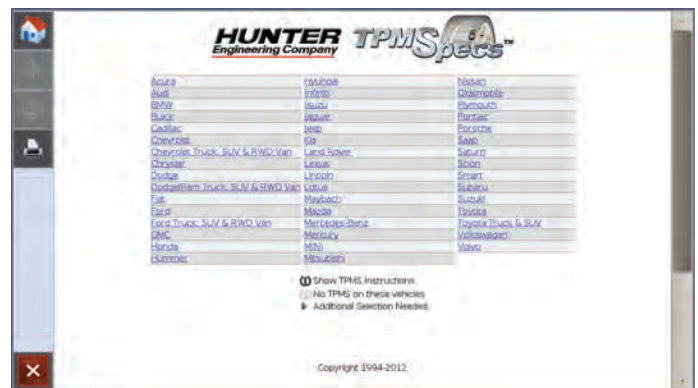 HUNTER
Engineering Company
TPMSpecs™
Acura
Audi
BMW
Buick
Cadillac
Chevrolet
Chevrolet Truck, SUV & RWD Van
Chrysler
Dodge
Dodge/Ram Truck, SUV & RWD Van
Fiat
Ford
Ford Truck, SUV & RWD Van
GMC
Honda
Hummer
Hyundai
Infiniti
Isuzu
Jaguar
Jeep
Kia
Land Rover
Lexus
Lincoln
Lotus
Maybach
Mazda
Mercedes-Benz
Mercury
MINI
Mitsubishi
Nissan
Oldsmobile
Plymouth
Pontiac
Porsche
Saab
Saturn
Scion
Smart
Subaru
Suzuki
Toyota
Toyota Truck & SUV
Volkswagen
Volvo
Show TPMS Instructions
No TPMS on these vehicles
Additional Selection Needed
Copyright 1994-2012